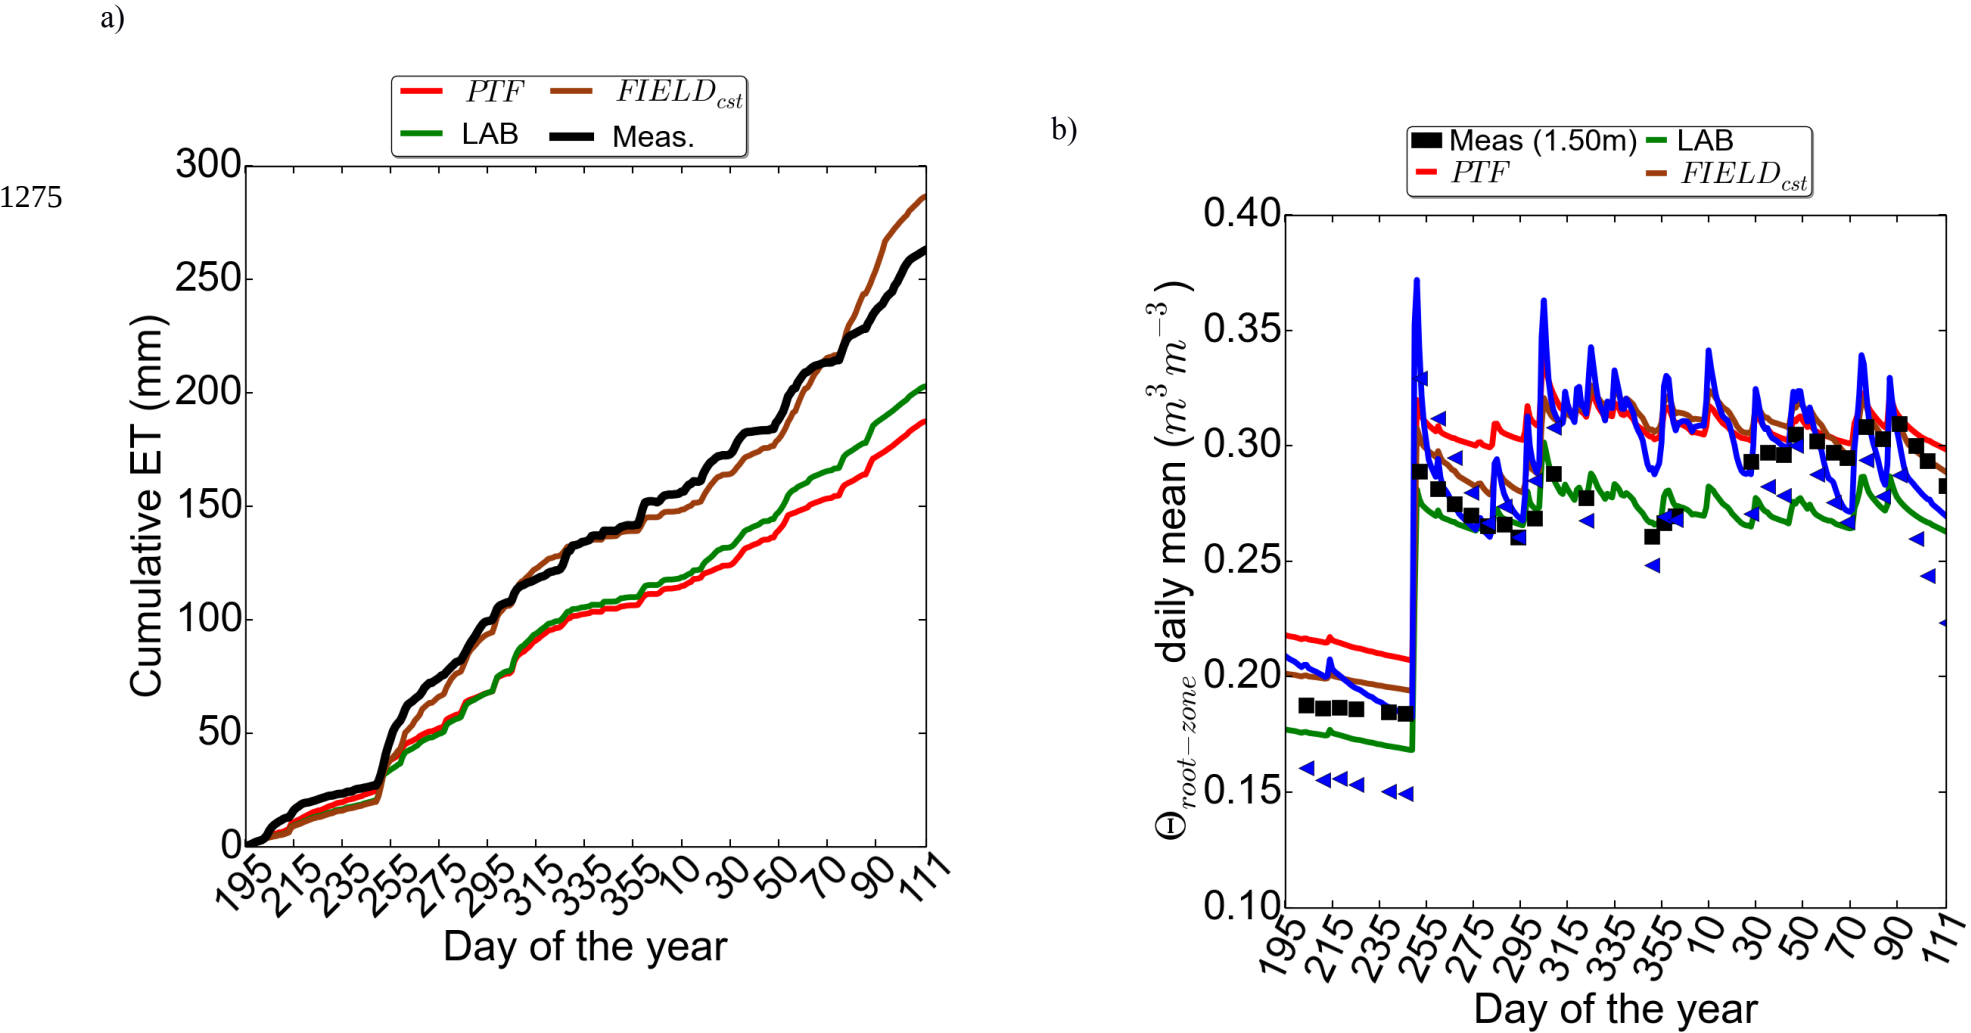 a)
PTF FIELDcst
LAB Meas.
1275
300
250
200
150
100
50
0
Cumulative ET (mm)
195 215 235 255 275 295 315 335 355 10 30 50 70 90 111
Day of the year
b)
Meas (1.50m) LAB
PTF FIELDcst
0.40
0.35
0.30
0.25
0.20
0.15
0.10
Θroot−zone daily mean (m³ m⁻³)
195 215 235 255 275 295 315 335 355 10 30 50 70 90 111
Day of the year